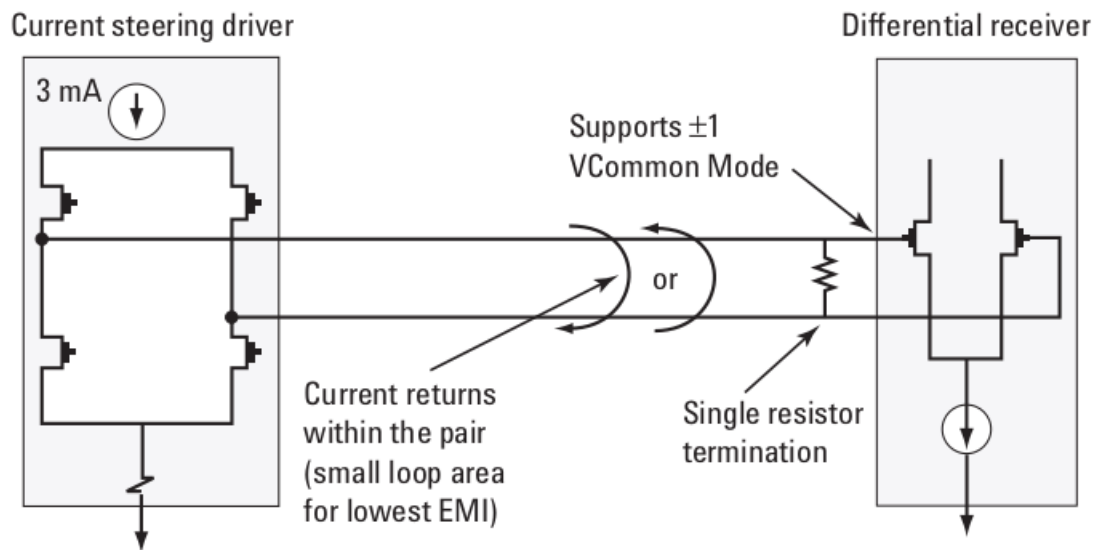 Current steering driver
Differential receiver
3 mA
Supports ±1
VCommon Mode
or
Current returns
within the pair
(small loop area
for lowest EMI)
Single resistor
termination